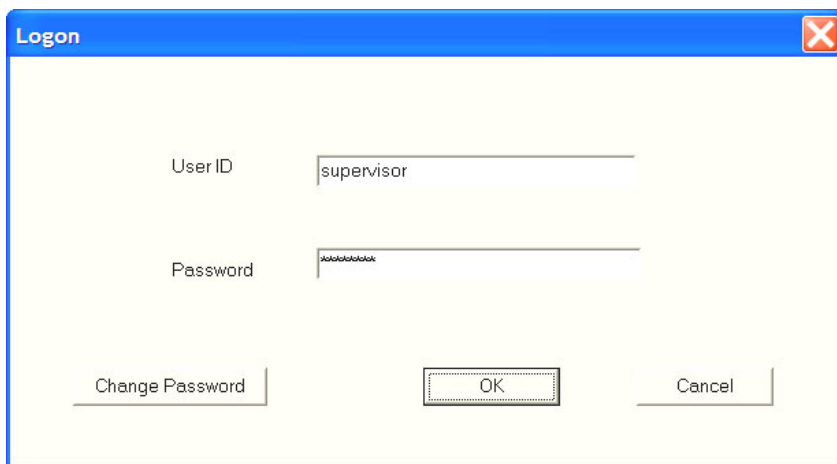 Logon
User ID
supervisor
Password
********
Change Password
OK
Cancel